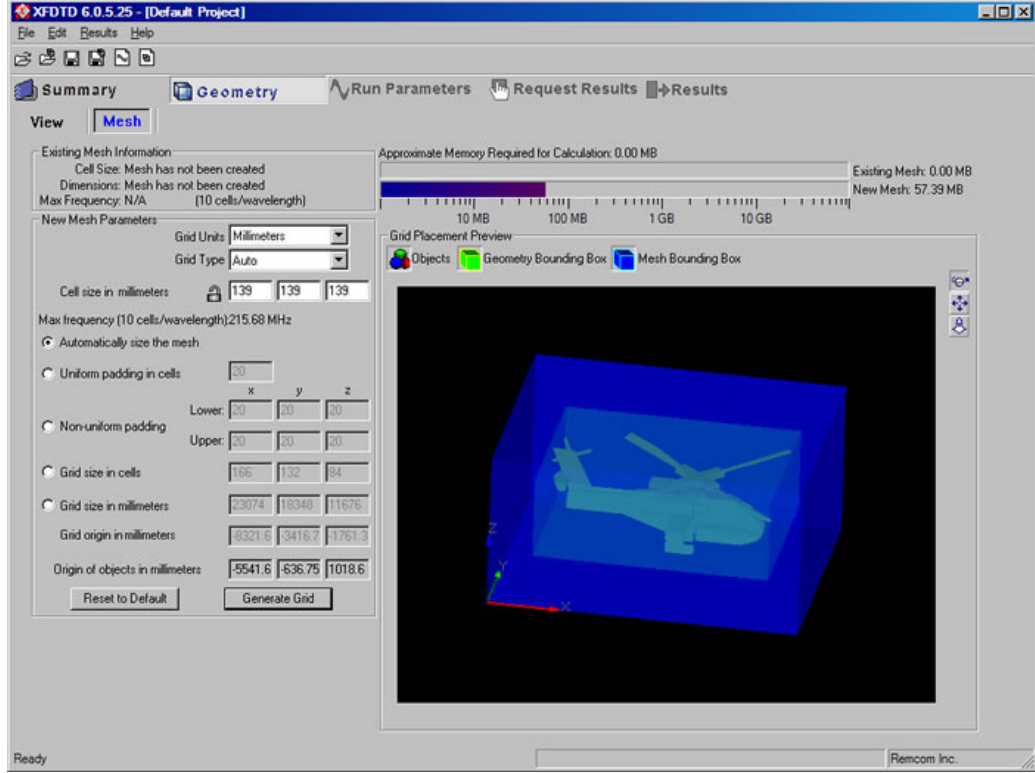 XFDTD 6.0.5.25 - [Default Project]
File Edit Results Help
Summary Geometry Run Parameters Request Results Results
View Mesh
Existing Mesh Information
Cell Size: Mesh has not been created
Dimensions: Mesh has not been created
Max Frequency: N/A (10 cells/wavelength)
Approximate Memory Required for Calculation: 0.00 MB
Existing Mesh: 0.00 MB
New Mesh: 57.39 MB
10 MB 100 MB 1 GB 10 GB
New Mesh Parameters
Grid Units Millimeters
Grid Type Auto
Cell size in millimeters 139 139 139
Max frequency (10 cells/wavelength):215.68 MHz
Automatically size the mesh
Uniform padding in cells 20
x y z
Lower: 20 20 20
Non-uniform padding
Upper: 20 20 20
Grid size in cells 166 132 84
Grid size in millimeters 23074 18348 11676
Grid origin in millimeters -8321.6 -3416.7 -1761.3
Origin of objects in millimeters -5541.6 -636.75 1018.6
Reset to Default Generate Grid
Grid Placement Preview
Objects Geometry Bounding Box Mesh Bounding Box
Z
Y
X
Ready
Remcom Inc.